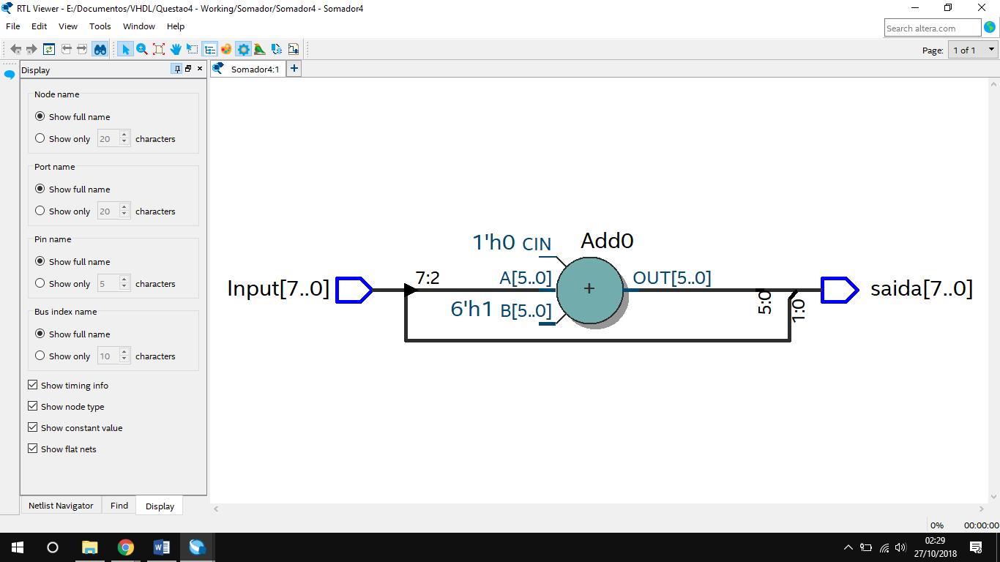 RTL Viewer - E:/Documentos/VHDL/Questao4 - Working/Somador/Somador4 - Somador4
File Edit View Tools Window Help
Search altera.com
Page: 1 of 1
Display
Somador4:1
Node name
Show full name
Show only 20 characters
Port name
Show full name
Show only 20 characters
Pin name
Show full name
Show only 5 characters
Bus index name
Show full name
Show only 10 characters
Show timing info
Show node type
Show constant value
Show flat nets
Netlist Navigator Find Display
Add0
1'h0 CIN
7:2
A[5..0]
+
OUT[5..0]
Input[7..0]
saida[7..0]
6'h1 B[5..0]
5:0
1:0
0% 00:00:00
02:29
27/10/2018